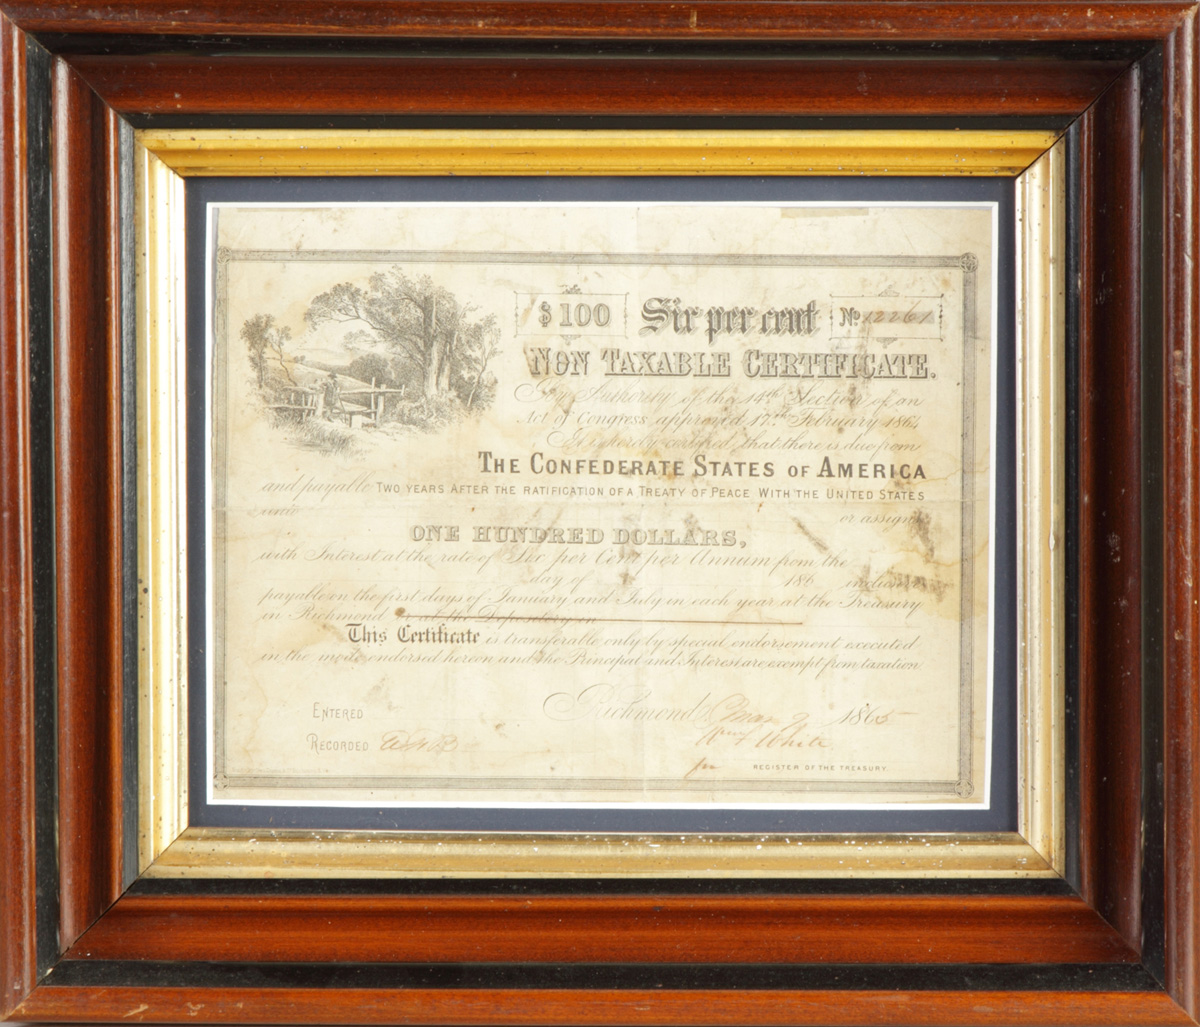 $100 Six per cent No 12261
NON TAXABLE CERTIFICATE.
By Authority of the 14th Section of an
Act of Congress approved 17th February 1864
hereby certified, that there is due from
THE CONFEDERATE STATES OF AMERICA
and payable TWO YEARS AFTER THE RATIFICATION OF A TREATY OF PEACE WITH THE UNITED STATES
unto or assigns
ONE HUNDRED DOLLARS,
with Interest at the rate of Six per Cent per Annum from the
day of 186 inclusive
payable on the first days of January and July in each year at the Treasury
in Richmond or at the Depository in
This Certificate is transferable only by special endorsement executed
in the mode endorsed hereon and the Principal and Interest are exempt from taxation
Richmond Mar 9 1865
ENTERED
White
RECORDED
for REGISTER OF THE TREASURY